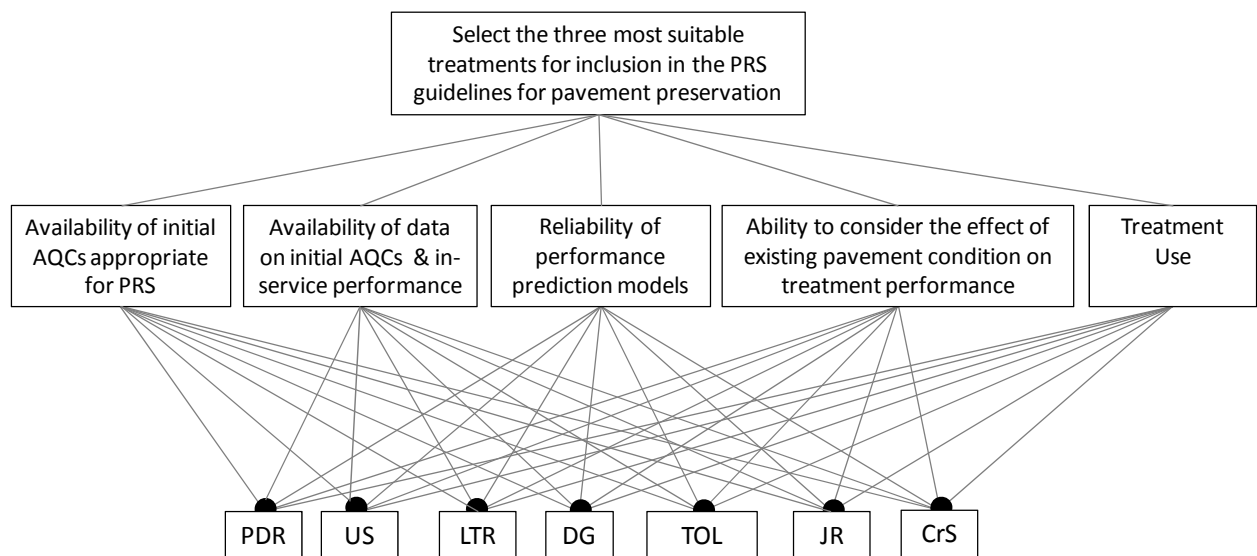 Select the three most suitable
treatments for inclusion in the PRS
guidelines for pavement preservation
Availability of initial
AQCs appropriate
for PRS
Availability of data
on initial AQCs & in-
service performance
Reliability of
performance
prediction models
Ability to consider the effect of
existing pavement condition on
treatment performance
Treatment
Use
PDR
US
LTR
DG
TOL
JR
CrS